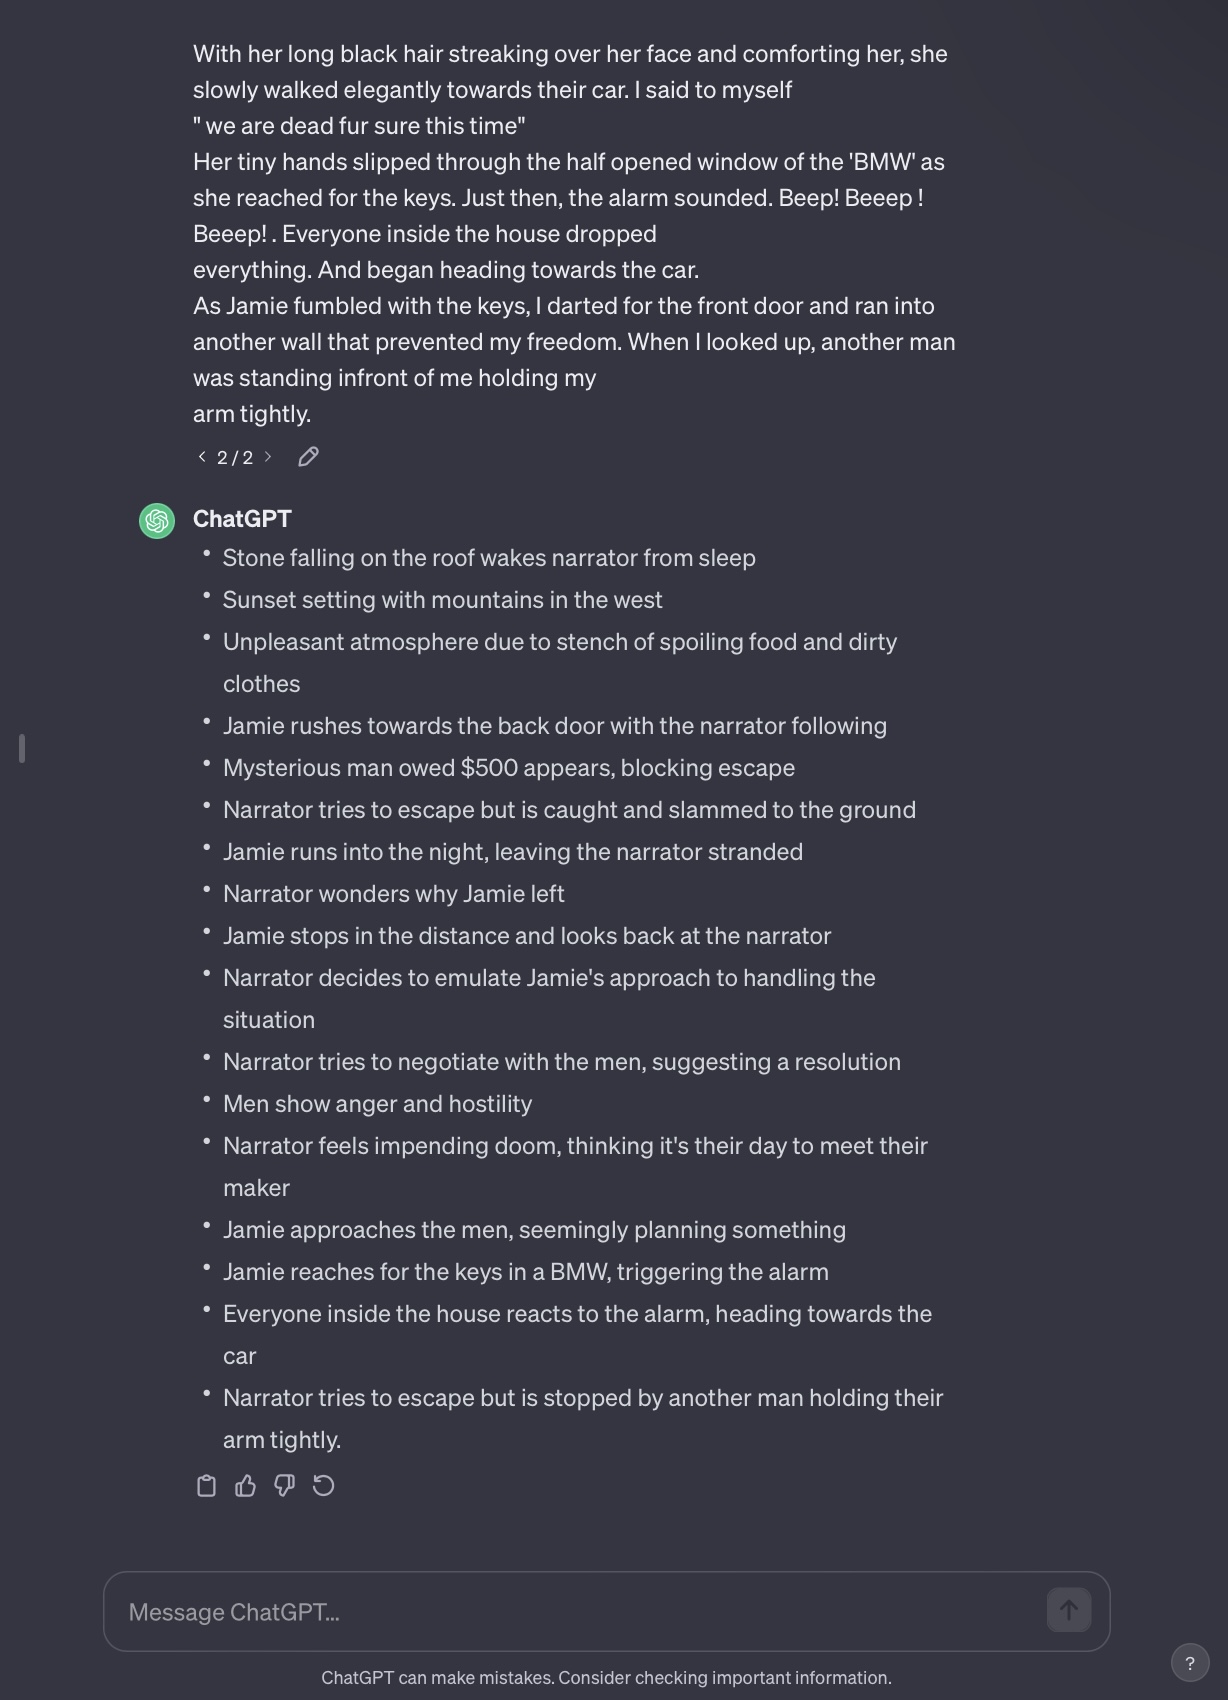 With her long black hair streaking over her face and comforting her, she
slowly walked elegantly towards their car. I said to myself
" we are dead fur sure this time"
Her tiny hands slipped through the half opened window of the 'BMW' as
she reached for the keys. Just then, the alarm sounded. Beep! Beeep !
Beeep! . Everyone inside the house dropped
everything. And began heading towards the car.
As Jamie fumbled with the keys, I darted for the front door and ran into
another wall that prevented my freedom. When I looked up, another man
was standing infront of me holding my
arm tightly.
< 2 / 2 >
ChatGPT
• Stone falling on the roof wakes narrator from sleep
• Sunset setting with mountains in the west
• Unpleasant atmosphere due to stench of spoiling food and dirty
clothes
• Jamie rushes towards the back door with the narrator following
• Mysterious man owed $500 appears, blocking escape
• Narrator tries to escape but is caught and slammed to the ground
• Jamie runs into the night, leaving the narrator stranded
• Narrator wonders why Jamie left
• Jamie stops in the distance and looks back at the narrator
• Narrator decides to emulate Jamie's approach to handling the
situation
• Narrator tries to negotiate with the men, suggesting a resolution
• Men show anger and hostility
• Narrator feels impending doom, thinking it's their day to meet their
maker
• Jamie approaches the men, seemingly planning something
• Jamie reaches for the keys in a BMW, triggering the alarm
• Everyone inside the house reacts to the alarm, heading towards the
car
• Narrator tries to escape but is stopped by another man holding their
arm tightly.
Message ChatGPT...
ChatGPT can make mistakes. Consider checking important information.
?